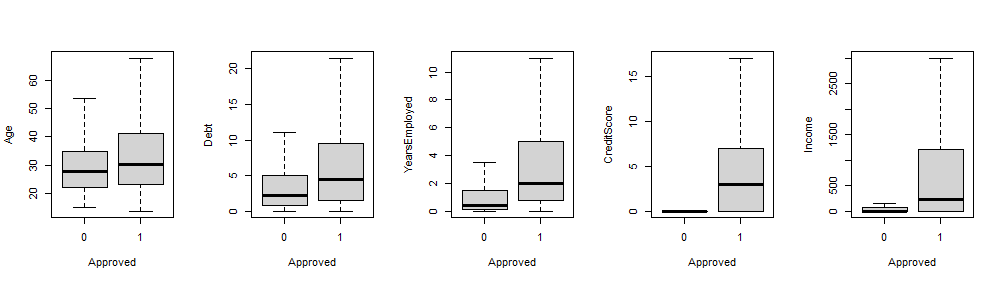 Age
20 30 40 50 60
0 1
Approved
Debt
0 5 10 15 20
0 1
Approved
YearsEmployed
0 2 4 6 8 10
0 1
Approved
CreditScore
0 5 10 15
0 1
Approved
Income
0 500 1500 2500
0 1
Approved